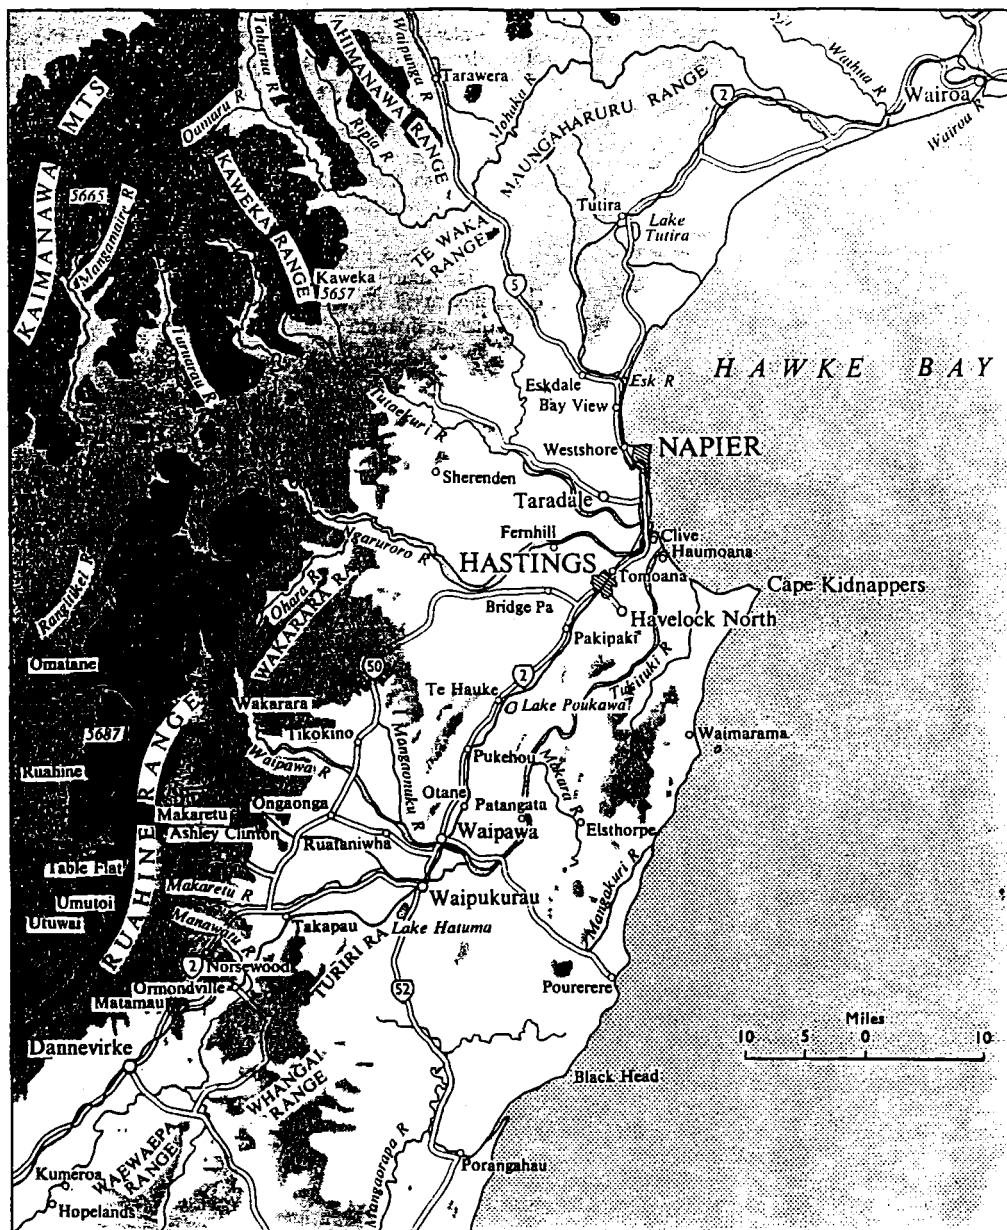 Taharua R
AHIMANAWA RANGE
Waipunga R
Tarawera
Mohaka R
MAUNGAHARURU RANGE
2
Waihua R
Wairoa
Wairoa R
KAIMANAWA MTS
Oamaru R
Ripia R
5665
Mangamaire R
KAWEKA RANGE
Tutira
Lake
Tutira
TE WAKA
RANGE
Kaweka
5657
5
Taruarau R
HAWKE BAY
Eskdale
Esk R
Bay View
Tutaekuri R
Westshore
NAPIER
Sherenden
Taradale
Ngaruroro R
Fernhill
Clive
Haumoana
HASTINGS
Tomoana
Cape Kidnappers
Rangitikei R
Ohara R
WAKARARA RA
Bridge Pa
Havelock North
Pakipaki
Omatane
50
2
Tukituki R
Te Hauke
Lake Poukawa
Wakarara
5687
Tikokino
Waimarama
Waipawa R
Mangaonuku R
Pukehou
Ruahine
RUAHINE RANGE
Otane
Makara R
Ongaonga
Patangata
Makaretu
Ashley Clinton
Ruataniwha
Waipawa
Elsthorpe
Table Flat
Makaretu R
Waipukurau
Mangakuri R
Umutoi
Utuwai
Manawatu R
Takapau
Lake Hatuma
TURIRI RA
2
Norsewood
Ormondville
52
Pourerere
Matamau
Miles
10 5 0 10
Dannevirke
WHANGAI
RANGE
Black Head
WAEWAEPA
RANGE
Mangaorapa R
Porangahau
Kumeroa
Hopelands